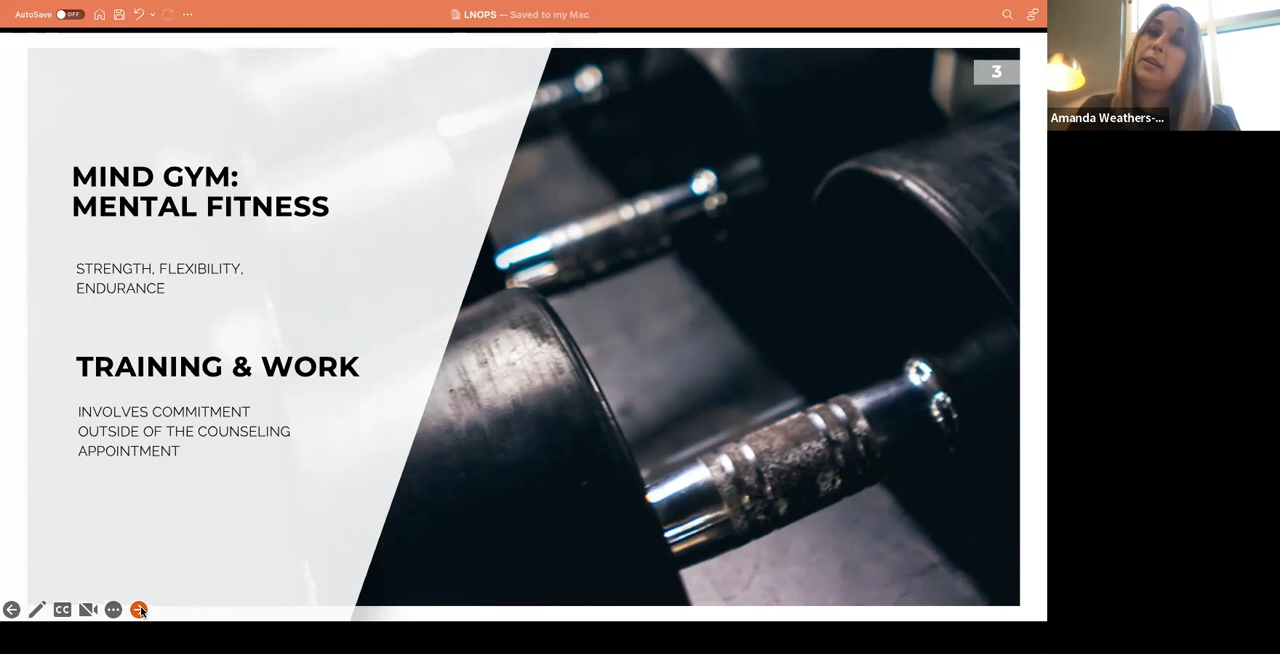 AutoSave OFF
LNOPS — Saved to my Mac
3
MIND GYM:
MENTAL FITNESS
STRENGTH, FLEXIBILITY,
ENDURANCE
TRAINING & WORK
INVOLVES COMMITMENT
OUTSIDE OF THE COUNSELING
APPOINTMENT
CC
Amanda Weathers-...